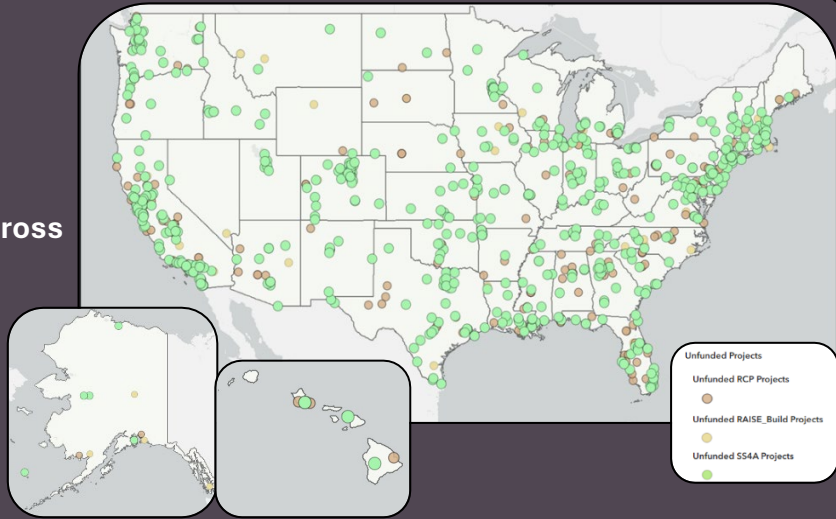 ross
Unfunded Projects
Unfunded RCP Projects
Unfunded RAISE_Build Projects
Unfunded SS4A Projects